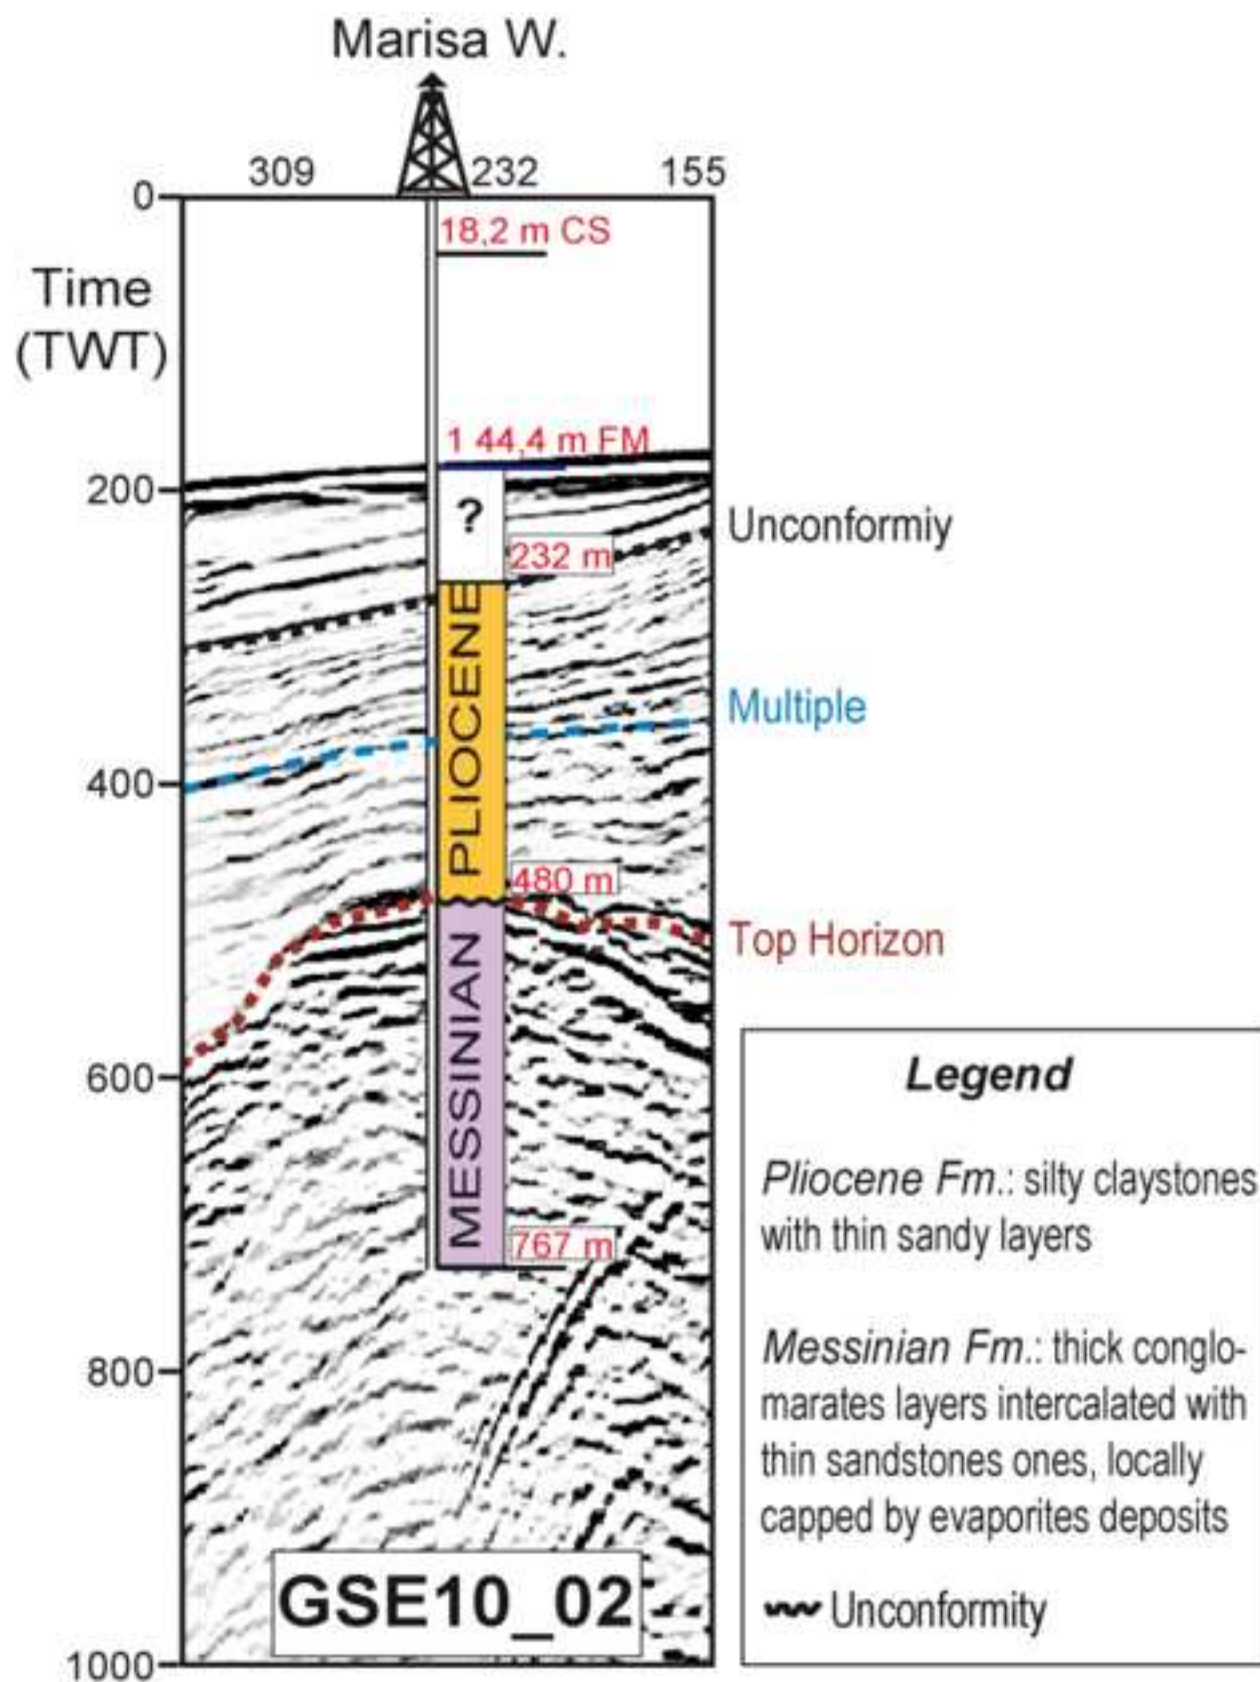 Marisa W.
309 232 155
0
18,2 m CS
Time
(TWT)
1 44,4 m FM
200
?
Unconformiy
232 m
PLIOCENE
Multiple
400
480 m
Top Horizon
MESSINIAN
600
767 m
800
GSE10_02
1000
Legend
Pliocene Fm.: silty claystones
with thin sandy layers
Messinian Fm.: thick conglo-
marates layers intercalated with
thin sandstones ones, locally
capped by evaporites deposits
Unconformity